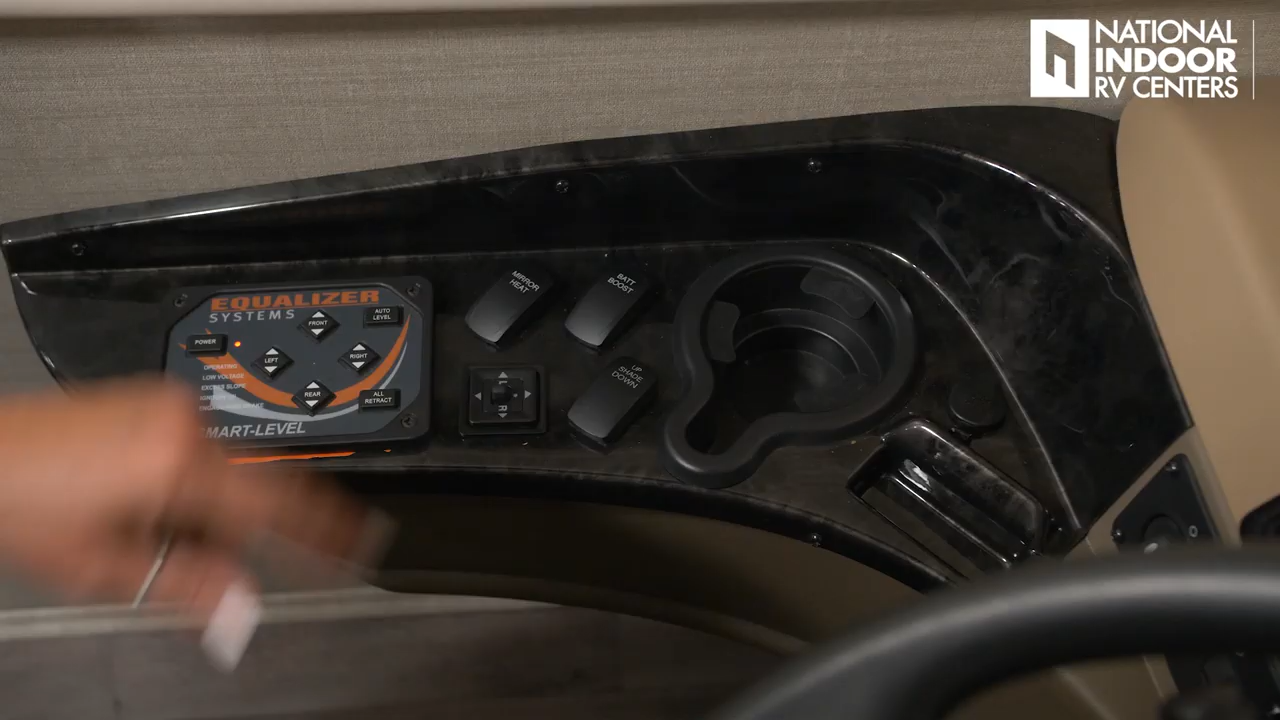 NATIONAL
INDOOR
RV CENTERS
EQUALIZER
SYSTEMS
AUTO
LEVEL
FRONT
POWER
LEFT
RIGHT
OPERATING
LOW VOLTAGE
EXCESS SLOPE
REAR
ALL
RETRACT
MART-LEVEL
MIRROR
HEAT
BATT
BOOST
L
R
UP
SHADE
DOWN